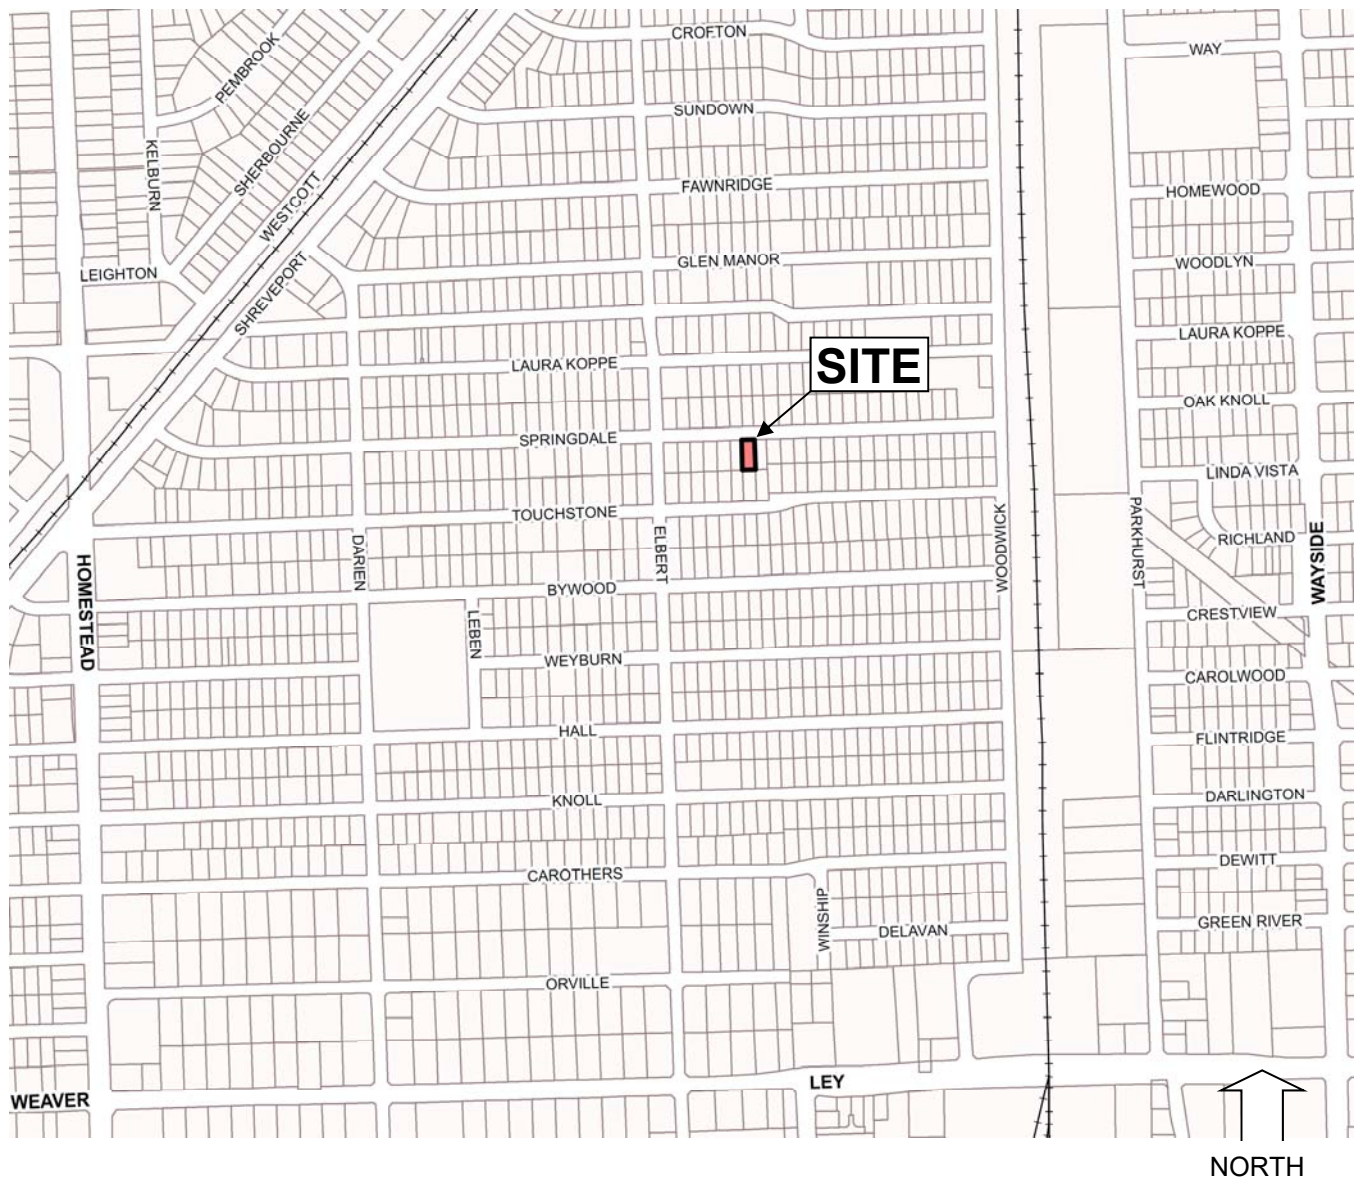 CROFTON
WAY
PEMBROOK
SUNDOWN
SHERBOURNE
KELBURN
FAWNRIDGE
HOMEWOOD
WESTCOTT
GLEN MANOR
WOODLYN
LEIGHTON
SHREVEPORT
LAURA KOPPE
LAURA KOPPE
SITE
OAK KNOLL
SPRINGDALE
LINDA VISTA
TOUCHSTONE
PARKHURST
RICHLAND
WAYSIDE
WOODWICK
ELBERT
DARIEN
HOMESTEAD
BYWOOD
CRESTVIEW
LEBEN
WEYBURN
CAROLWOOD
HALL
FLINTRIDGE
KNOLL
DARLINGTON
DEWITT
CAROTHERS
WINSHIP
GREEN RIVER
DELAVAN
ORVILLE
LEY
WEAVER
NORTH